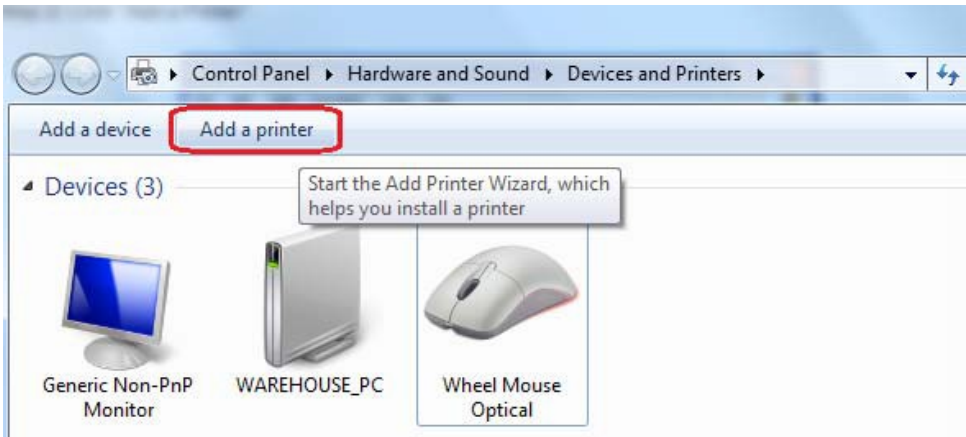 Control Panel ▸ Hardware and Sound ▸ Devices and Printers ▸
Add a device Add a printer
Devices (3)
Start the Add Printer Wizard, which
helps you install a printer
Generic Non-PnP
Monitor
WAREHOUSE_PC
Wheel Mouse
Optical